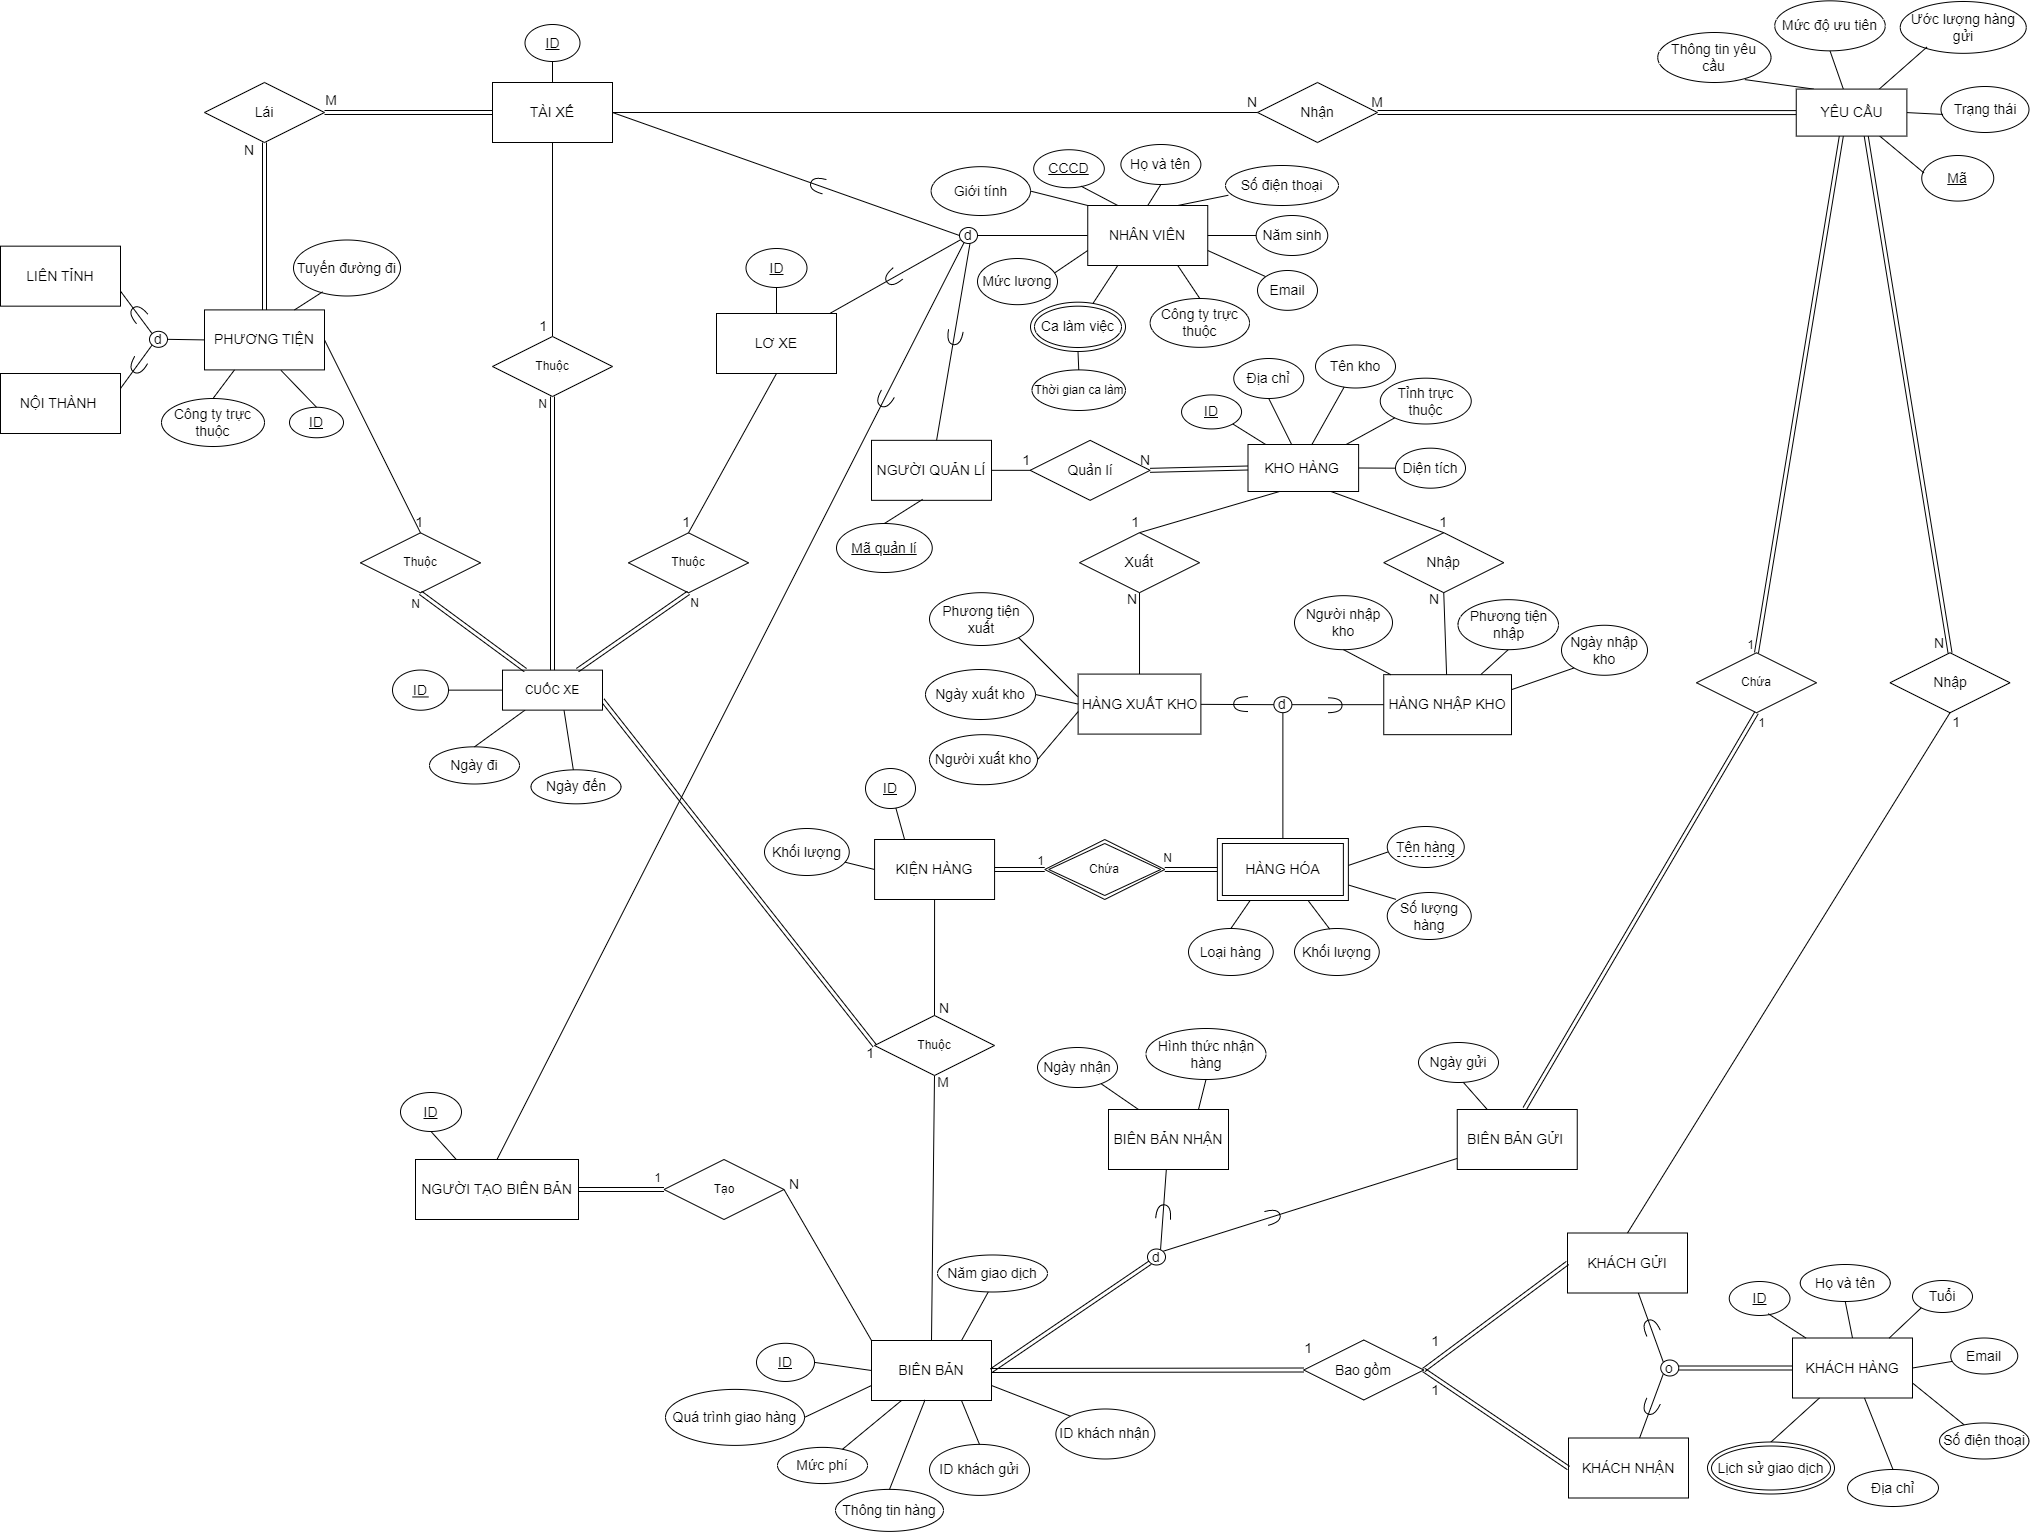 ID
Mức độ ưu tiên
Ước lượng hàng
gửi
Thông tin yêu
cầu
Lái
M
TÀI XẾ
N
Nhận
M
YÊU CẦU
Trạng thái
Mã
N
Giới tính
CCCD
Họ và tên
Số điện thoại
d
NHÂN VIÊN
Năm sinh
LIÊN TỈNH
Tuyến đường đi
ID
Mức lương
Email
Ca làm việc
Công ty trực
thuộc
1
d
PHƯƠNG TIỆN
LƠ XE
Thuộc
Thời gian ca làm
NỘI THÀNH
Công ty trực
thuộc
ID
N
ID
Địa chỉ
Tên kho
Tỉnh trực
thuộc
NGƯỜI QUẢN LÍ
1
Quản lí
N
KHO HÀNG
Diện tích
1
1
1
1
Thuộc
Thuộc
Mã quản lí
Xuất
Nhập
N
N
N
N
Phương tiện
xuất
Người nhập
kho
Phương tiện
nhập
Ngày nhập
kho
1
N
Chứa
Nhập
ID
CUỐC XE
Ngày xuất kho
HÀNG XUẤT KHO
d
HÀNG NHẬP KHO
1
1
Ngày đi
Ngày đến
Người xuất kho
ID
Khối lượng
KIỆN HÀNG
1
Chứa
N
HÀNG HÓA
Tên hàng
Số lượng
hàng
Loại hàng
Khối lượng
N
1
Thuộc
M
Ngày nhận
Hình thức nhận
hàng
Ngày gửi
ID
BIÊN BẢN NHẬN
BIÊN BẢN GỬI
NGƯỜI TẠO BIÊN BẢN
1
Tạo
N
d
Năm giao dịch
KHÁCH GỬI
ID
Họ và tên
Tuổi
ID
BIÊN BẢN
1
Bao gồm
1
1
o
KHÁCH HÀNG
Email
Quá trình giao hàng
Mức phí
Thông tin hàng
ID khách gửi
ID khách nhận
KHÁCH NHẬN
Lịch sử giao dịch
Địa chỉ
Số điện thoại